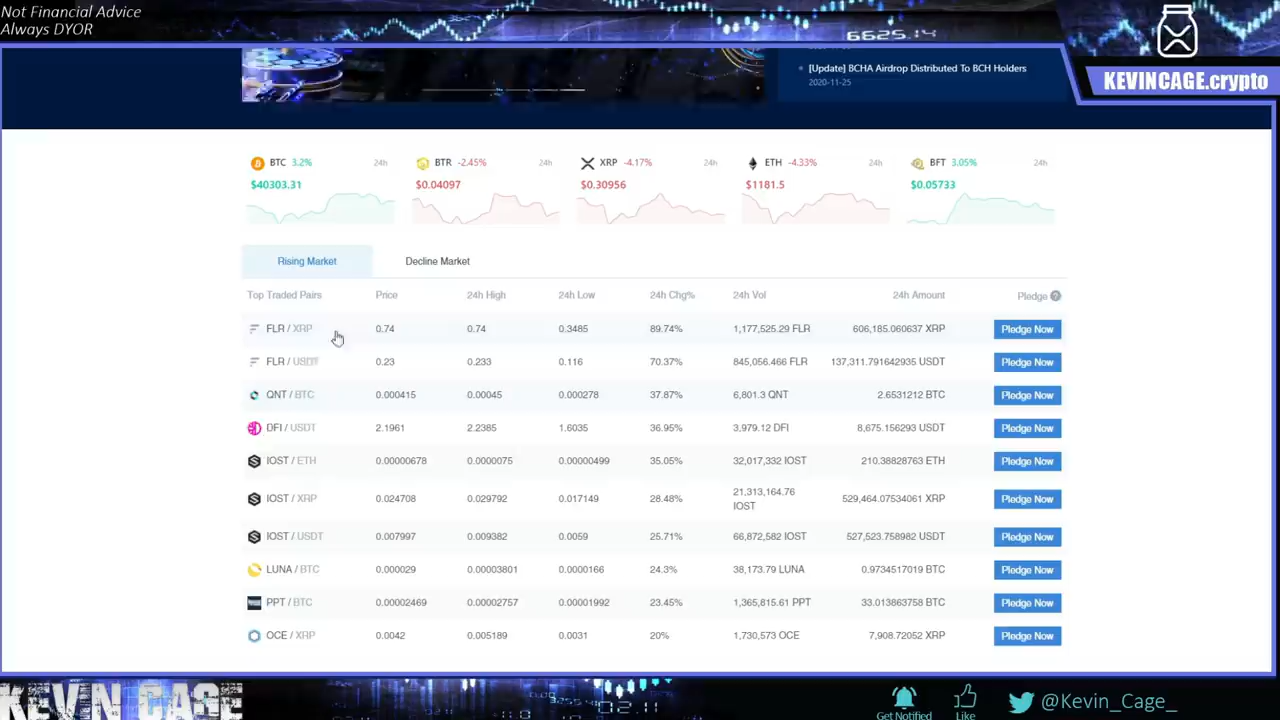 Not Financial Advice
Always DYOR
6625.14
KEVINCAGE.crypto
[Update] BCHA Airdrop Distributed To BCH Holders
2020-11-25
BTC 3.2% 24h
$40303.31
BTR -2.45% 24h
$0.04097
XRP -4.17% 24h
$0.30956
ETH -4.33% 24h
$1181.5
BFT 3.05% 24h
$0.05733
Rising Market Decline Market
Top Traded Pairs Price 24h High 24h Low 24h Chg% 24h Vol 24h Amount Pledge ?
FLR / XRP 0.74 0.74 0.3485 89.74% 1,177,525.29 FLR 606,185.060637 XRP Pledge Now
FLR / USDT 0.23 0.233 0.116 70.37% 845,056.466 FLR 137,311.791642935 USDT Pledge Now
QNT / BTC 0.000415 0.00045 0.000278 37.87% 6,801.3 QNT 2.6531212 BTC Pledge Now
DFI / USDT 2.1961 2.2385 1.6035 36.95% 3,979.12 DFI 8,675.156293 USDT Pledge Now
IOST / ETH 0.00000678 0.0000075 0.00000499 35.05% 32,017,332 IOST 210.38828763 ETH Pledge Now
IOST / XRP 0.024708 0.029792 0.017149 28.48% 21,313,164.76 IOST 529,464.07534061 XRP Pledge Now
IOST / USDT 0.007997 0.009382 0.0059 25.71% 66,872,582 IOST 527,523.758982 USDT Pledge Now
LUNA / BTC 0.000029 0.00003801 0.0000166 24.3% 38,173.79 LUNA 0.9734517019 BTC Pledge Now
PPT / BTC 0.00002469 0.00002757 0.00001992 23.45% 1,365,815.61 PPT 33.013863758 BTC Pledge Now
OCE / XRP 0.0042 0.005189 0.0031 20% 1,730,573 OCE 7,908.72052 XRP Pledge Now
KEVIN CAGE
Get Notified
Like
@Kevin_Cage_